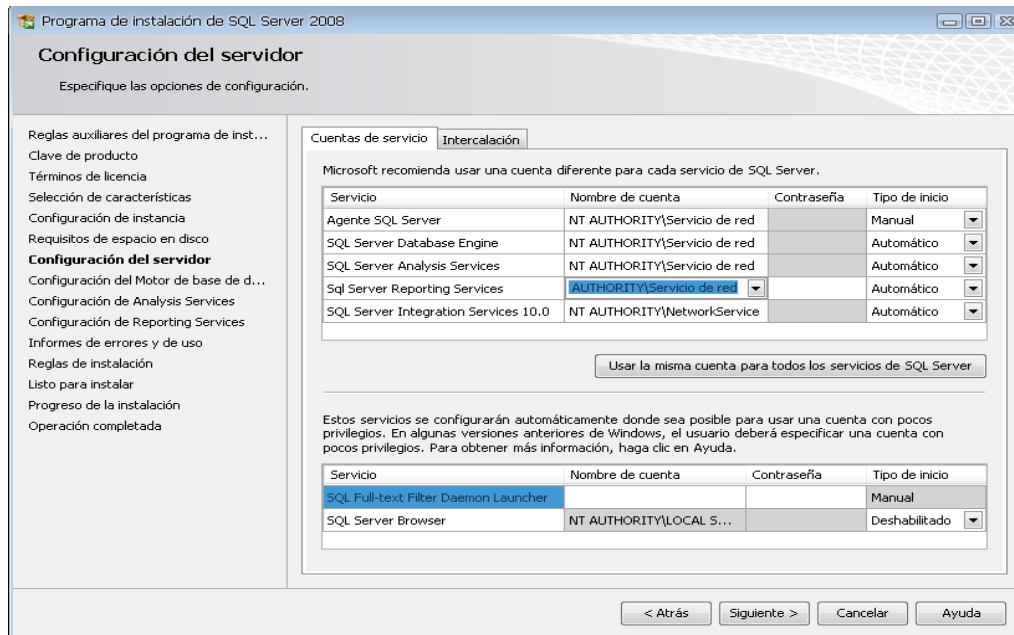 Programa de instalación de SQL Server 2008
Configuración del servidor
Especifique las opciones de configuración.
Reglas auxiliares del programa de inst...
Clave de producto
Términos de licencia
Selección de características
Configuración de instancia
Requisitos de espacio en disco
Configuración del servidor
Configuración del Motor de base de d...
Configuración de Analysis Services
Configuración de Reporting Services
Informes de errores y de uso
Reglas de instalación
Listo para instalar
Progreso de la instalación
Operación completada
Cuentas de servicio Intercalación
Microsoft recomienda usar una cuenta diferente para cada servicio de SQL Server.
Servicio Nombre de cuenta Contraseña Tipo de inicio
Agente SQL Server NT AUTHORITY\Servicio de red Manual
SQL Server Database Engine NT AUTHORITY\Servicio de red Automático
SQL Server Analysis Services NT AUTHORITY\Servicio de red Automático
Sql Server Reporting Services AUTHORITY\Servicio de red Automático
SQL Server Integration Services 10.0 NT AUTHORITY\NetworkService Automático
Usar la misma cuenta para todos los servicios de SQL Server
Estos servicios se configurarán automáticamente donde sea posible para usar una cuenta con pocos
privilegios. En algunas versiones anteriores de Windows, el usuario deberá especificar una cuenta con
pocos privilegios. Para obtener más información, haga clic en Ayuda.
Servicio Nombre de cuenta Contraseña Tipo de inicio
SQL Full-text Filter Daemon Launcher Manual
SQL Server Browser NT AUTHORITY\LOCAL S... Deshabilitado
< Atrás Siguiente > Cancelar Ayuda